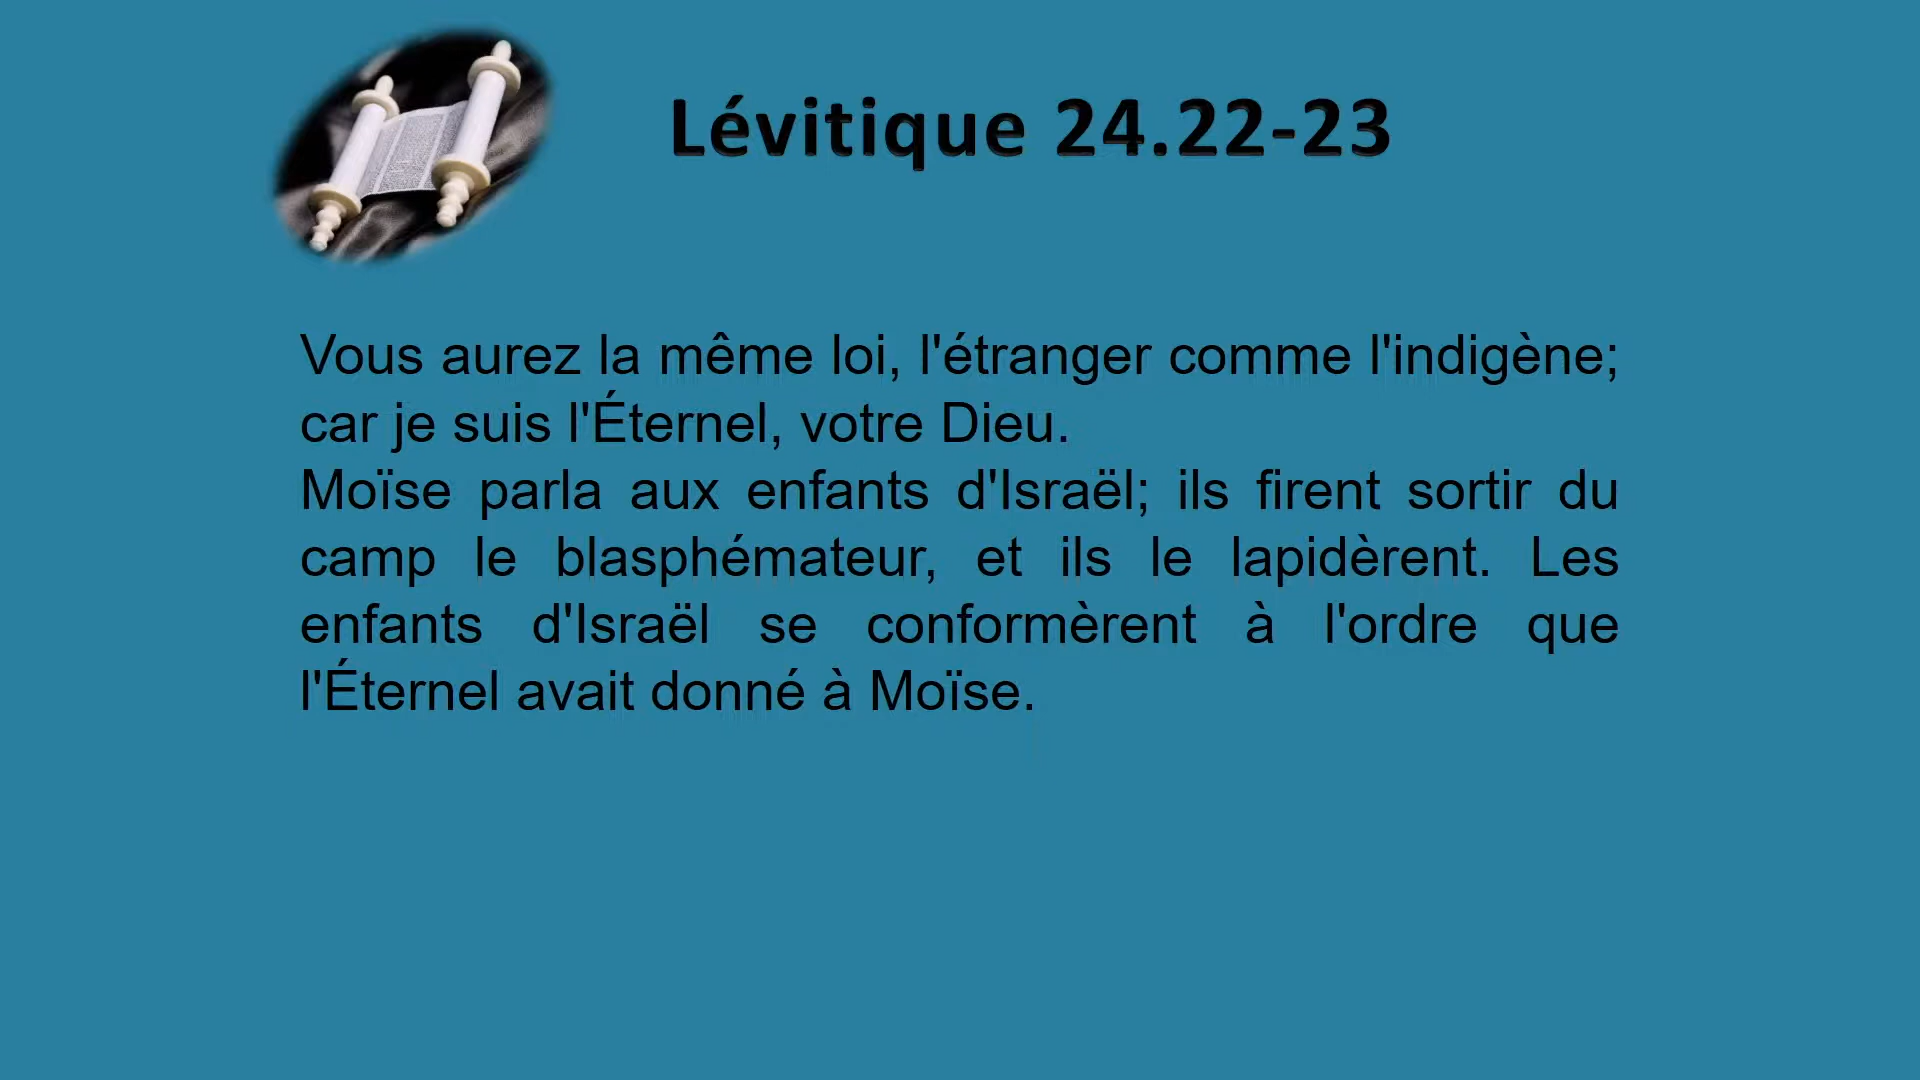 Lévitique 24.22-23
Vous aurez la même loi, l'étranger comme l'indigène;
car je suis l'Éternel, votre Dieu.
Moïse parla aux enfants d'Israël; ils firent sortir du
camp le blasphémateur, et ils le lapidèrent. Les
enfants d'Israël se conformèrent à l'ordre que
l'Éternel avait donné à Moïse.